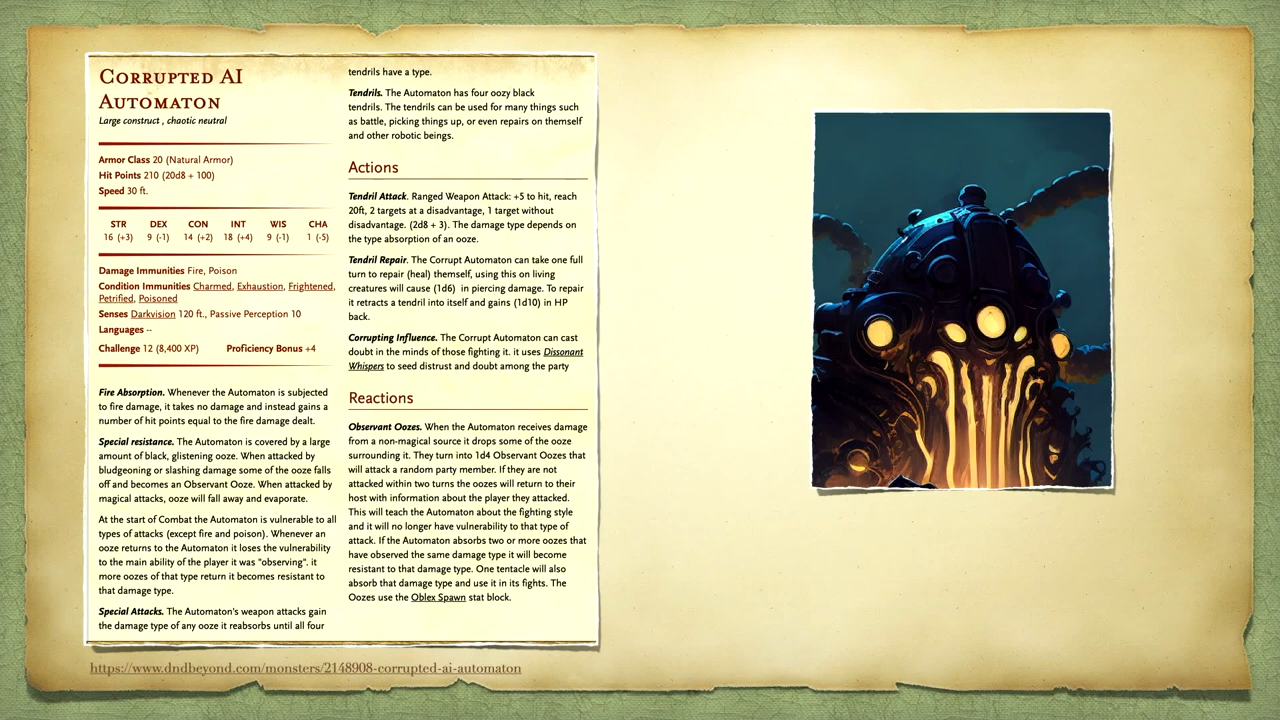 Corrupted AI
Automaton
Large construct , chaotic neutral
Armor Class 20 (Natural Armor)
Hit Points 210 (20d8 + 100)
Speed 30 ft.
STR DEX CON INT WIS CHA
16 (+3) 9 (-1) 14 (+2) 18 (+4) 9 (-1) 1 (-5)
Damage Immunities Fire, Poison
Condition Immunities Charmed, Exhaustion, Frightened,
Petrified, Poisoned
Senses Darkvision 120 ft., Passive Perception 10
Languages --
Challenge 12 (8,400 XP) Proficiency Bonus +4
Fire Absorption. Whenever the Automaton is subjected
to fire damage, it takes no damage and instead gains a
number of hit points equal to the fire damage dealt.
Special resistance. The Automaton is covered by a large
amount of black, glistening ooze. When attacked by
bludgeoning or slashing damage some of the ooze falls
off and becomes an Observant Ooze. When attacked by
magical attacks, ooze will fall away and evaporate.
At the start of Combat the Automaton is vulnerable to all
types of attacks (except fire and poison). Whenever an
ooze returns to the Automaton it loses the vulnerability
to the main ability of the player it was "observing". it
more oozes of that type return it becomes resistant to
that damage type.
Special Attacks. The Automaton's weapon attacks gain
the damage type of any ooze it reabsorbs until all four
tendrils have a type.
Tendrils. The Automaton has four oozy black
tendrils. The tendrils can be used for many things such
as battle, picking things up, or even repairs on themself
and other robotic beings.
Actions
Tendril Attack. Ranged Weapon Attack: +5 to hit, reach
20ft, 2 targets at a disadvantage, 1 target without
disadvantage. (2d8 + 3). The damage type depends on
the type absorption of an ooze.
Tendril Repair. The Corrupt Automaton can take one full
turn to repair (heal) themself, using this on living
creatures will cause (1d6) in piercing damage. To repair
it retracts a tendril into itself and gains (1d10) in HP
back.
Corrupting Influence. The Corrupt Automaton can cast
doubt in the minds of those fighting it. it uses Dissonant
Whispers to seed distrust and doubt among the party
Reactions
Observant Oozes. When the Automaton receives damage
from a non-magical source it drops some of the ooze
surrounding it. They turn into 1d4 Observant Oozes that
will attack a random party member. If they are not
attacked within two turns the oozes will return to their
host with information about the player they attacked.
This will teach the Automaton about the fighting style
and it will no longer have vulnerability to that type of
attack. If the Automaton absorbs two or more oozes that
have observed the same damage type it will become
resistant to that damage type. One tentacle will also
absorb that damage type and use it in its fights. The
Oozes use the Oblex Spawn stat block.
https://www.dndbeyond.com/monsters/2148908-corrupted-ai-automaton